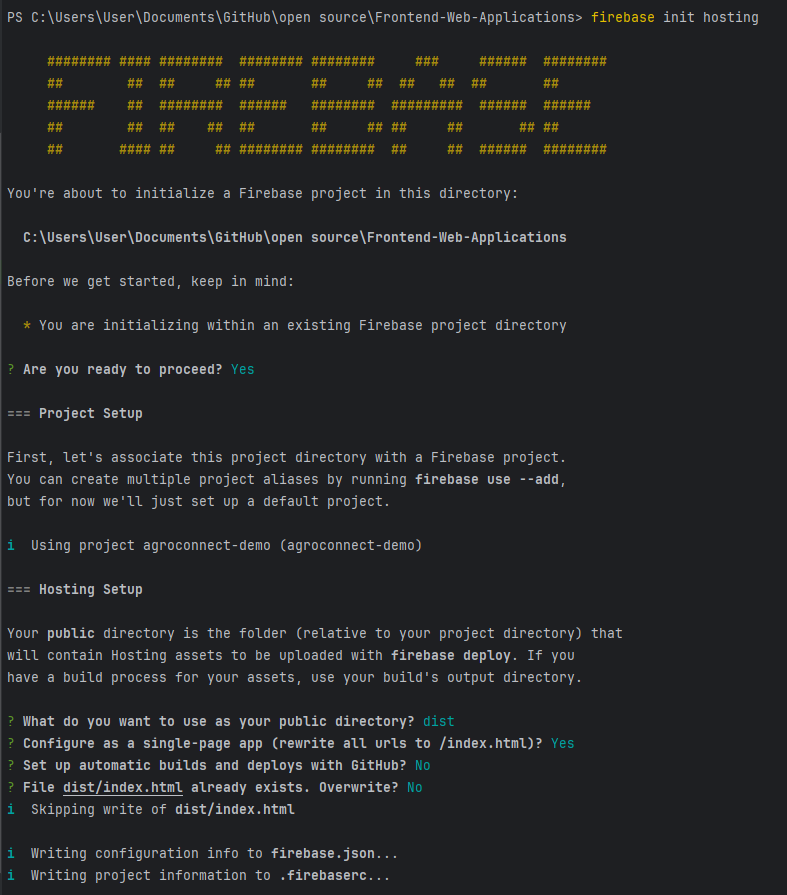 PS C:\Users\User\Documents\GitHub\open source\Frontend-Web-Applications> firebase init hosting
######## #### ########  ######## ########     ###     ######  ########
##        ##  ##     ## ##       ##     ##  ##   ##  ##       ##
######    ##  ########  ######   ########  #########  ######  ######
##        ##  ##    ##  ##       ##     ## ##     ##       ## ##
##       #### ##     ## ######## ########  ##     ##  ######  ########
You're about to initialize a Firebase project in this directory:
C:\Users\User\Documents\GitHub\open source\Frontend-Web-Applications
Before we get started, keep in mind:
* You are initializing within an existing Firebase project directory
? Are you ready to proceed? Yes
=== Project Setup
First, let's associate this project directory with a Firebase project.
You can create multiple project aliases by running firebase use --add,
but for now we'll just set up a default project.
i  Using project agroconnect-demo (agroconnect-demo)
=== Hosting Setup
Your public directory is the folder (relative to your project directory) that
will contain Hosting assets to be uploaded with firebase deploy. If you
have a build process for your assets, use your build's output directory.
? What do you want to use as your public directory? dist
? Configure as a single-page app (rewrite all urls to /index.html)? Yes
? Set up automatic builds and deploys with GitHub? No
? File dist/index.html already exists. Overwrite? No
i  Skipping write of dist/index.html
i  Writing configuration info to firebase.json...
i  Writing project information to .firebaserc...